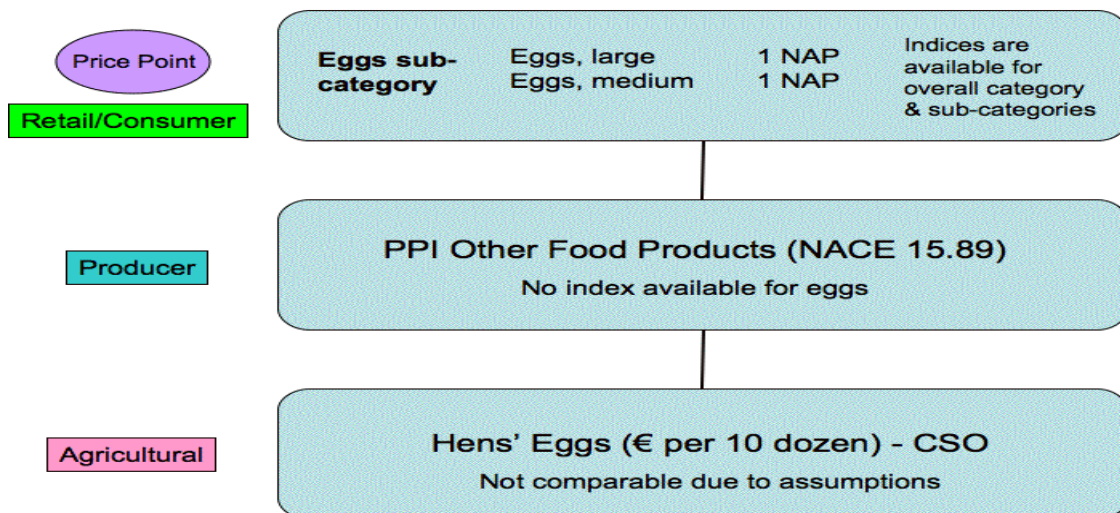 Price Point
Retail/Consumer
Eggs sub-
category
Eggs, large
Eggs, medium
1 NAP
1 NAP
Indices are
available for
overall category
& sub-categories
Producer
PPI Other Food Products (NACE 15.89)
No index available for eggs
Agricultural
Hens’ Eggs (€ per 10 dozen) - CSO
Not comparable due to assumptions